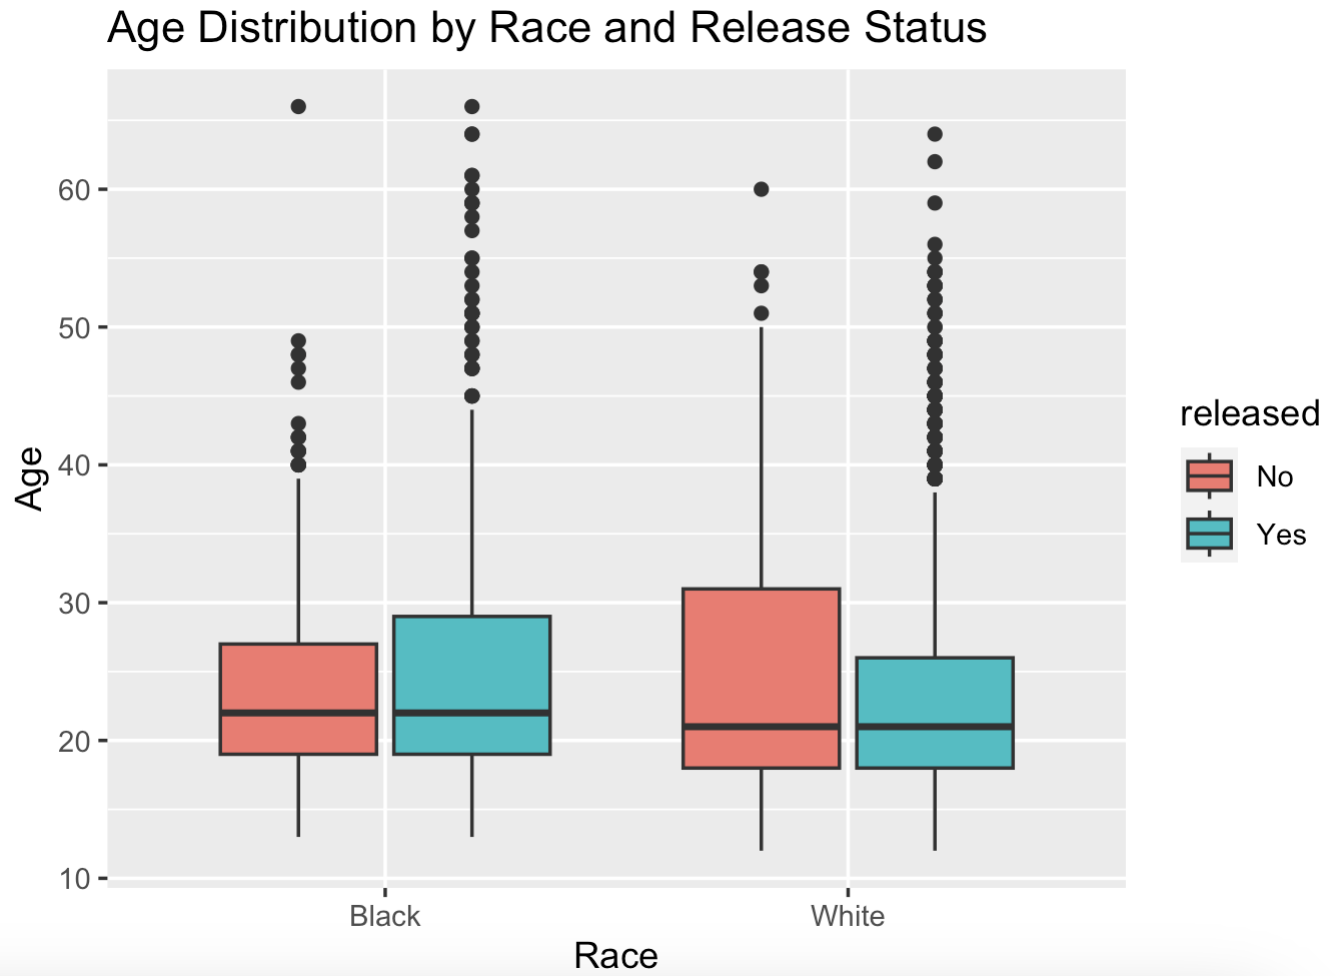 Age Distribution by Race and Release Status
Age
60
50
40
30
20
10
Black White
Race
released
No
Yes